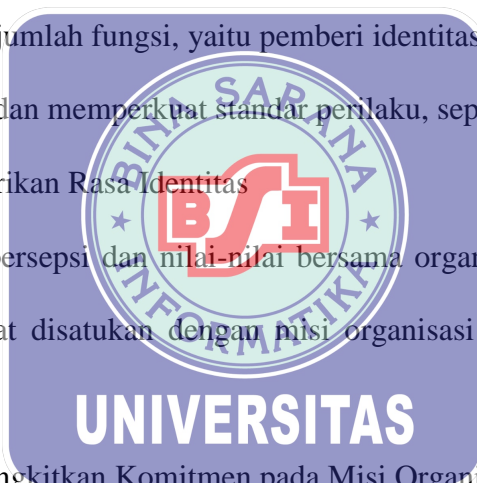 jumlah fungsi, yaitu pemberi identitas
dan memperkuat standar perilaku, sep
rikan Rasa Identitas
persepsi dan nilai-nilai bersama organ
at disatukan dengan misi organisasi
ngkitkan Komitmen pada Misi Organi
BINA SARANA
BSI
INFORMATIKA
UNIVERSITAS